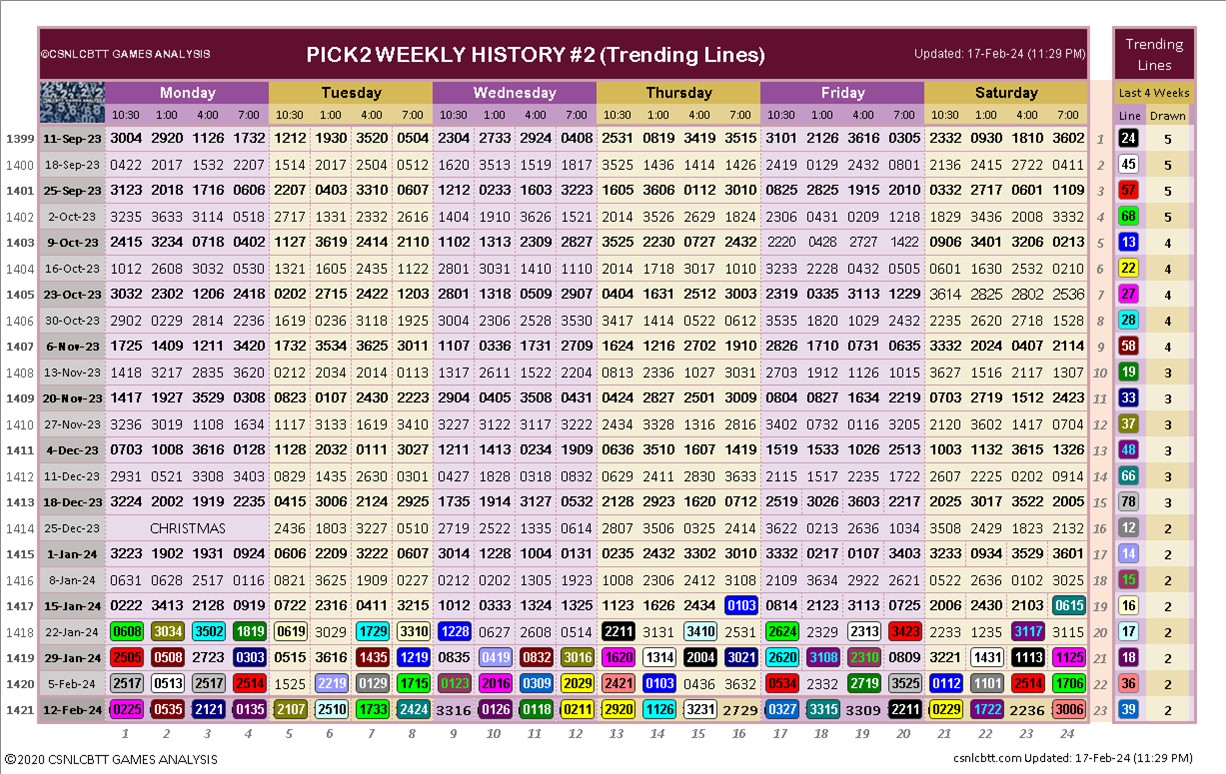 ©CSNLCBTT GAMES ANALYSIS PICK2 WEEKLY HISTORY #2 (Trending Lines) Updated: 17-Feb-24 (11:29 PM) Trending Lines
Monday Tuesday Wednesday Thursday Friday Saturday Last 4 Weeks
10:30 1:00 4:00 7:00 10:30 1:00 4:00 7:00 10:30 1:00 4:00 7:00 10:30 1:00 4:00 7:00 10:30 1:00 4:00 7:00 10:30 1:00 4:00 7:00 Line Drawn
1399 11-Sep-23 3004 2920 1126 1732 1212 1930 3520 0504 2304 2733 2924 0408 2531 0819 3419 3515 3101 2126 3616 0305 2332 0930 1810 3602 1 24 5
1400 18-Sep-23 0422 2017 1532 2207 1514 2017 2504 0512 1620 3513 1519 1817 3525 1436 1414 1426 2419 0129 2432 0801 2136 2415 2722 0411 2 45 5
1401 25-Sep-23 3123 2018 1716 0606 2207 0403 3310 0607 1212 0233 1603 3223 1605 3606 0112 3010 0825 2825 1915 2010 0332 2717 0601 1109 3 57 5
1402 2-Oct-23 3235 3633 3114 0518 2717 1331 2332 2616 1404 1910 3626 1521 2014 3526 2629 1824 2306 0431 0209 1218 1829 3436 2008 3332 4 68 5
1403 9-Oct-23 2415 3234 0718 0402 1127 3619 2414 2110 1102 1313 2309 2827 3525 2230 0727 2432 2220 0428 2727 1422 0906 3401 3206 0213 5 13 4
1404 16-Oct-23 1012 2608 3032 0530 1321 1605 2435 1122 2801 3031 1410 1110 2014 1718 3017 1010 3233 2228 0432 0505 0601 1630 2532 0210 6 22 4
1405 23-Oct-23 3032 2302 1206 2418 0202 2715 2422 1203 2801 1318 0509 2907 0404 1631 2512 3003 2319 0335 3113 1229 3614 2825 2802 2536 7 27 4
1406 30-Oct-23 2902 0229 2814 2236 1619 0236 3118 1923 3004 2306 2528 3530 3417 1414 0522 0612 3535 1820 1029 2432 2235 2620 2718 1528 8 28 4
1407 6-Nov-23 1725 1409 1211 3420 1732 3534 3625 3011 1107 0336 1731 2709 1624 1216 2702 1910 2826 1710 0731 0635 3332 2024 0407 2114 9 58 4
1408 13-Nov-23 1418 3217 2835 3620 0212 2034 2014 0113 1317 2611 1522 2204 0813 2336 1027 3031 2703 1912 1126 1015 3627 1516 2117 1307 10 19 3
1409 20-Nov-23 1417 1927 3529 0308 0823 0107 2430 2223 2904 0405 3508 0431 0424 2827 2501 3009 0804 0827 1634 2219 0703 2719 1512 2423 11 33 3
1410 27-Nov-23 3236 3019 1108 1634 1117 3133 1619 3410 3227 3122 3117 3222 2434 3328 1316 2816 3402 0732 0116 3205 2120 3602 1417 0704 12 37 3
1411 4-Dec-23 0703 1008 3616 0128 1128 2032 0111 3024 1211 1413 0234 1909 0636 3510 1607 1419 1519 1533 1026 2513 1003 1132 3615 1326 13 48 3
1412 11-Dec-23 2931 0521 3308 3403 0829 1435 2630 0301 0427 1828 0318 0832 0629 2411 2830 3633 2115 1517 2235 1722 2607 2225 0202 0914 14 66 3
1413 18-Dec-23 3224 2002 1919 2235 0415 3006 2124 2925 1735 1914 3127 0532 2128 2923 1620 0712 2519 3026 3603 2217 2025 3017 3522 2005 15 78 3
1414 25-Dec-23 CHRISTMAS 2436 1803 3227 0510 2719 2522 1335 0614 2807 3506 0325 2414 3622 0213 2636 1034 3508 2429 1823 2132 16 12 2
1415 1-Jan-24 3223 1902 1931 0924 0606 2209 3222 0607 3014 1228 1004 0131 0235 2432 3302 3010 3332 0217 0107 3403 3233 0934 3529 3601 17 14 2
1416 8-Jan-24 0631 0628 2517 0116 0821 3625 1909 0227 0212 0202 1305 1923 1008 2306 2412 3108 2109 3634 2922 2621 0522 2636 0102 3025 18 15 2
1417 15-Jan-24 0222 3413 2128 0919 0722 2316 0411 3215 1012 0333 1324 1325 1123 1626 2434 0103 0814 2123 3113 0725 2006 2430 2103 0615 19 16 2
1418 22-Jan-24 0608 3034 3502 1819 0619 3029 1729 3310 1228 0627 2608 0514 2211 3131 3410 2531 2624 2329 2313 3423 2233 1235 3117 3115 20 17 2
1419 29-Jan-24 2505 0508 2723 0303 0515 3616 1435 1219 0835 0419 0832 3016 1620 1314 2004 3021 2620 3108 2310 0809 3221 1431 1113 1125 21 18 2
1420 5-Feb-24 2517 0513 2517 2514 1525 2219 0129 1715 0123 2016 0309 2029 2421 0103 0436 3632 0534 2332 2719 3525 0112 1101 2514 1706 22 36 2
1421 12-Feb-24 0225 0535 2121 0135 2107 2510 1733 2424 3316 0126 0118 0211 2920 1126 3231 2729 0327 3315 3309 2211 0229 1722 2236 3006 23 39 2
1 2 3 4 5 6 7 8 9 10 11 12 13 14 15 16 17 18 19 20 21 22 23 24
©2020 CSNLCBTT GAMES ANALYSIS csnlcbtt.com Updated: 17-Feb-24 (11:29 PM)